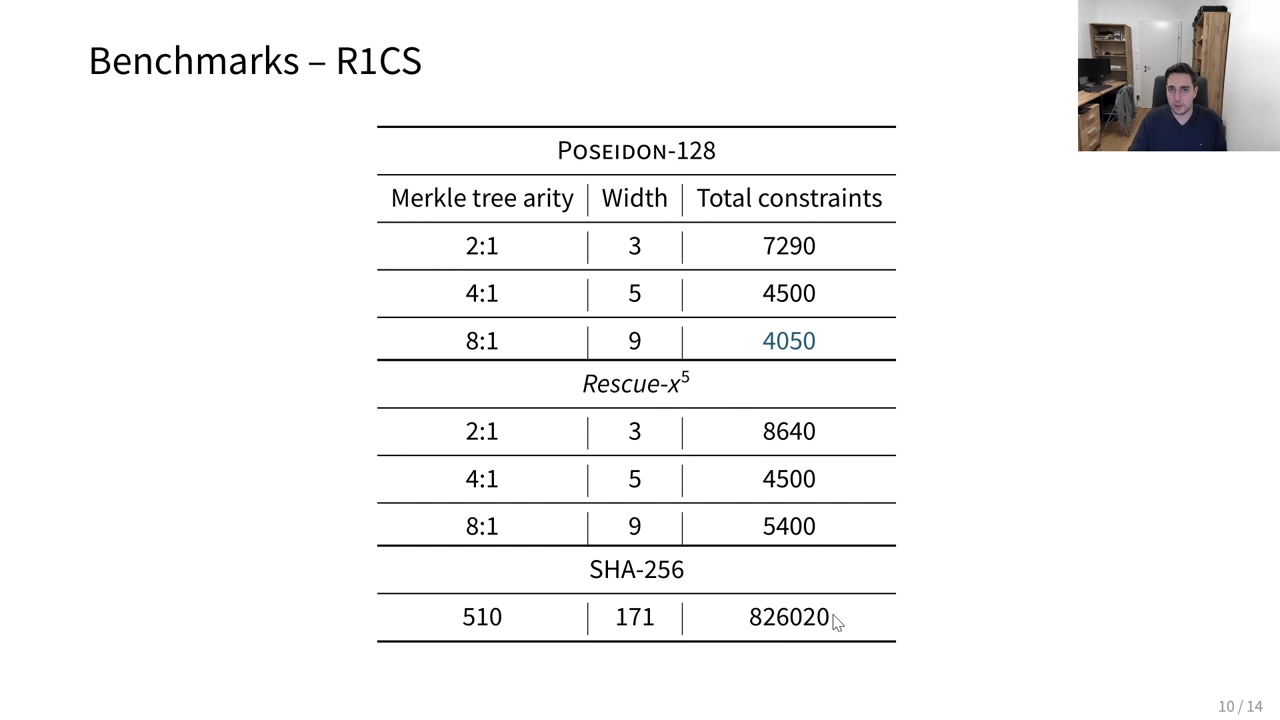 Benchmarks – R1CS
POSEIDON-128
Merkle tree arity Width Total constraints
2:1 3 7290
4:1 5 4500
8:1 9 4050
Rescue-x⁵
2:1 3 8640
4:1 5 4500
8:1 9 5400
SHA-256
510 171 826020
10 / 14